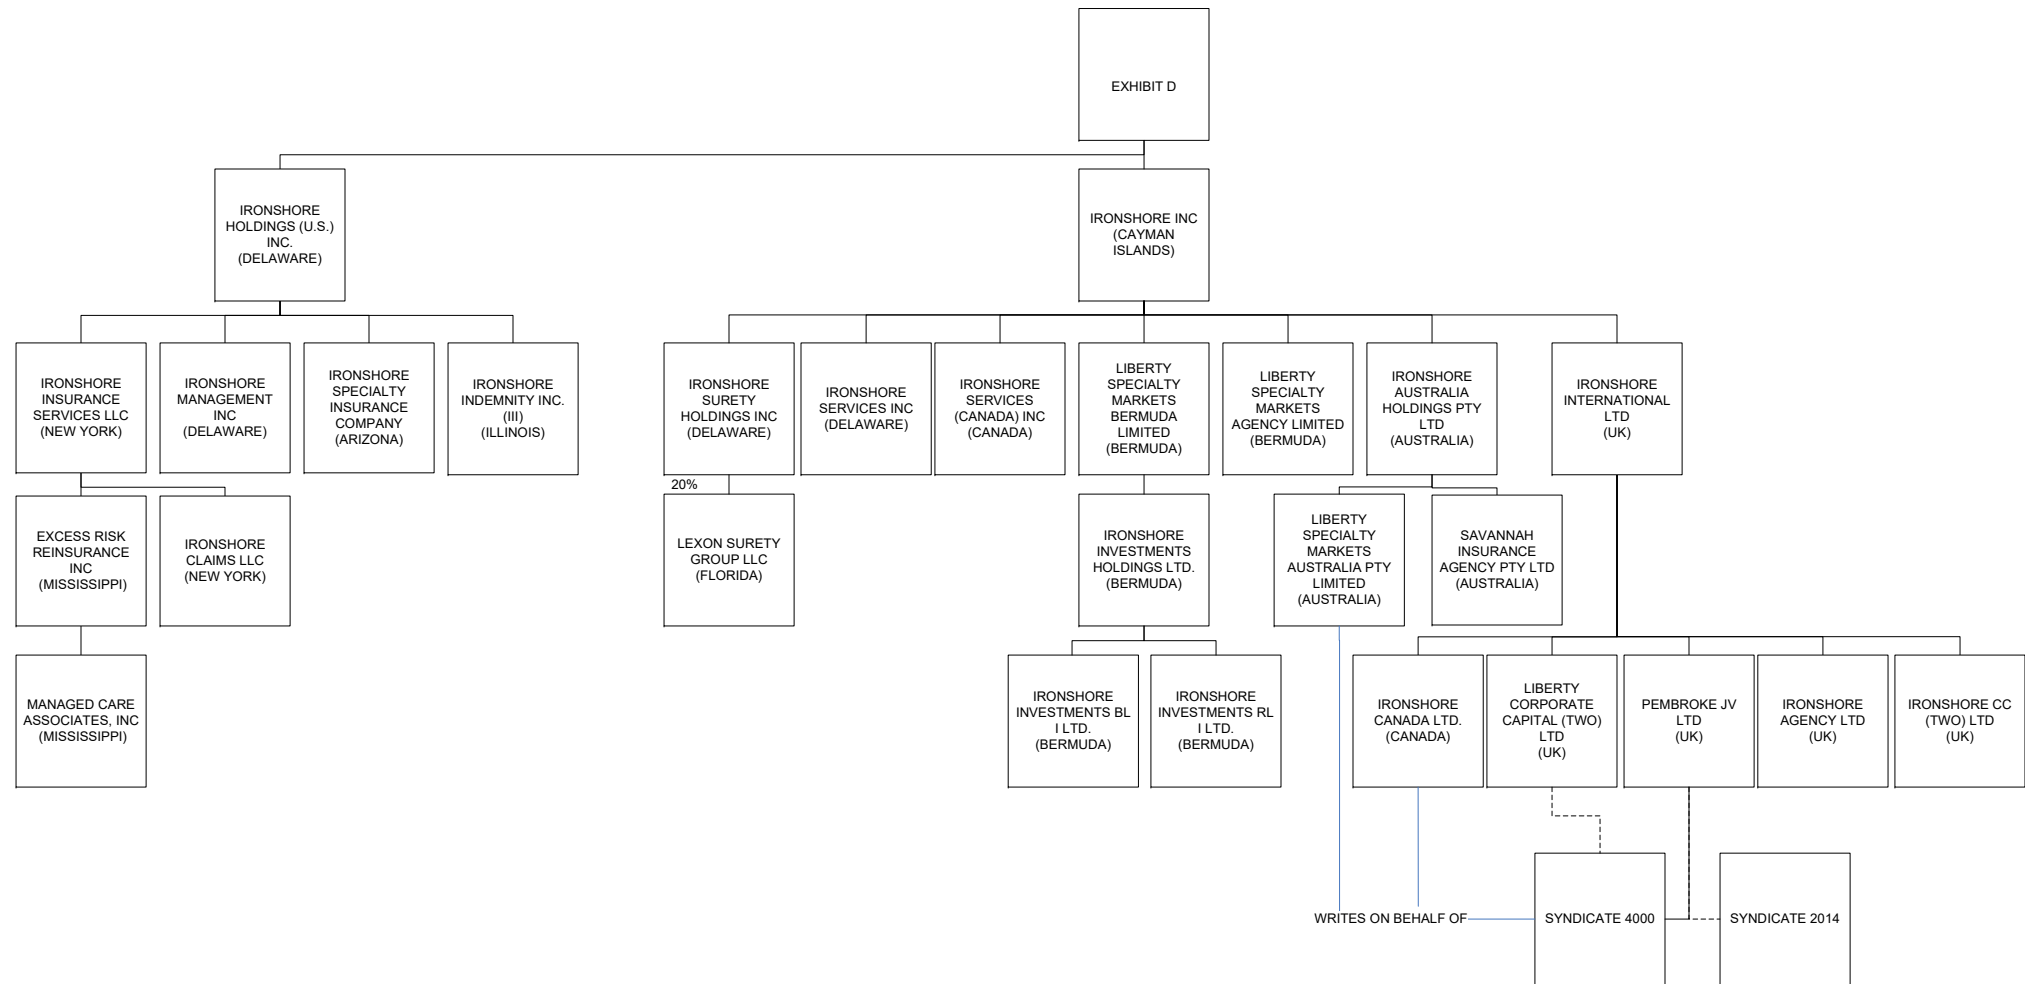 EXHIBIT D
IRONSHORE
HOLDINGS (U.S.)
INC.
(DELAWARE)
IRONSHORE INC
(CAYMAN
ISLANDS)
IRONSHORE
INSURANCE
SERVICES LLC
(NEW YORK)
IRONSHORE
MANAGEMENT
INC
(DELAWARE)
IRONSHORE
SPECIALTY
INSURANCE
COMPANY
(ARIZONA)
IRONSHORE
INDEMNITY INC.
(III)
(ILLINOIS)
IRONSHORE
SURETY
HOLDINGS INC
(DELAWARE)
IRONSHORE
SERVICES INC
(DELAWARE)
IRONSHORE
SERVICES
(CANADA) INC
(CANADA)
LIBERTY
SPECIALTY
MARKETS
BERMUDA
LIMITED
(BERMUDA)
LIBERTY
SPECIALTY
MARKETS
AGENCY LIMITED
(BERMUDA)
IRONSHORE
AUSTRALIA
HOLDINGS PTY
LTD
(AUSTRALIA)
IRONSHORE
INTERNATIONAL
LTD
(UK)
20%
EXCESS RISK
REINSURANCE
INC
(MISSISSIPPI)
IRONSHORE
CLAIMS LLC
(NEW YORK)
LEXON SURETY
GROUP LLC
(FLORIDA)
IRONSHORE
INVESTMENTS
HOLDINGS LTD.
(BERMUDA)
LIBERTY
SPECIALTY
MARKETS
AUSTRALIA PTY
LIMITED
(AUSTRALIA)
SAVANNAH
INSURANCE
AGENCY PTY LTD
(AUSTRALIA)
MANAGED CARE
ASSOCIATES, INC
(MISSISSIPPI)
IRONSHORE
INVESTMENTS BL
I LTD.
(BERMUDA)
IRONSHORE
INVESTMENTS RL
I LTD.
(BERMUDA)
IRONSHORE
CANADA LTD.
(CANADA)
LIBERTY
CORPORATE
CAPITAL (TWO)
LTD
(UK)
PEMBROKE JV
LTD
(UK)
IRONSHORE
AGENCY LTD
(UK)
IRONSHORE CC
(TWO) LTD
(UK)
WRITES ON BEHALF OF
SYNDICATE 4000
SYNDICATE 2014